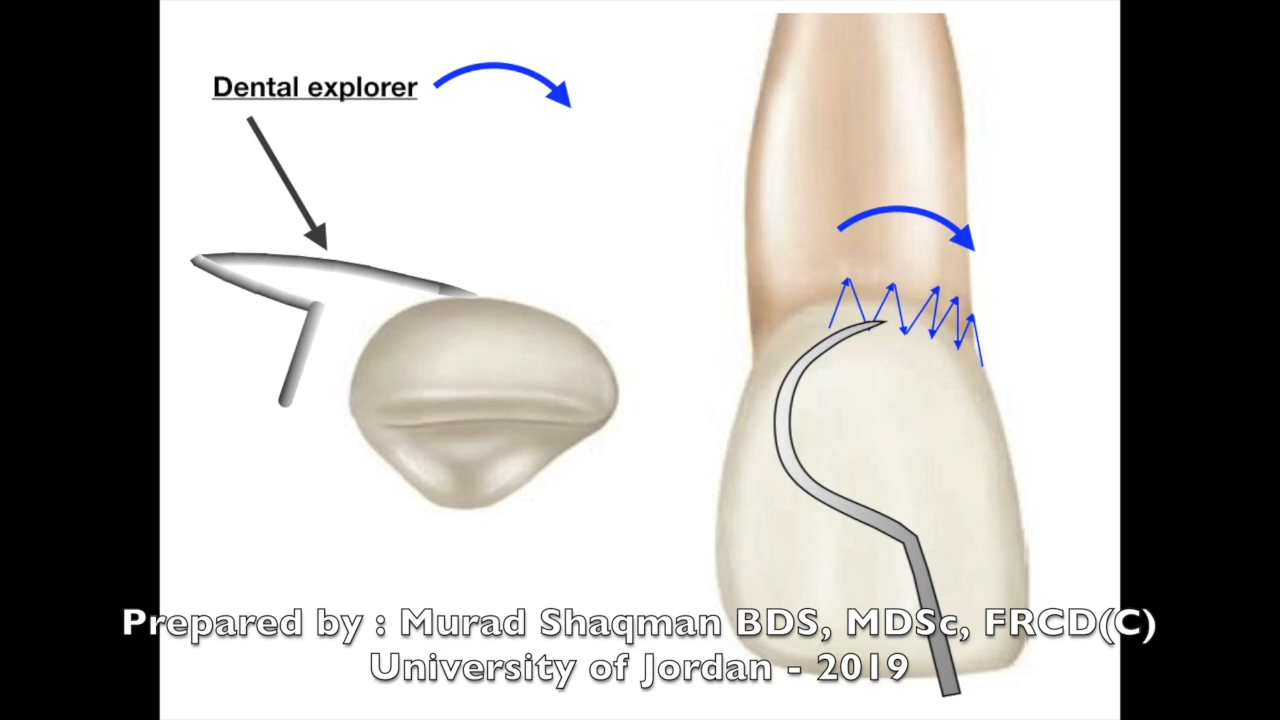 Dental explorer
Prepared by : Murad Shaqman BDS, MDSc, FRCD(C)
University of Jordan - 2019